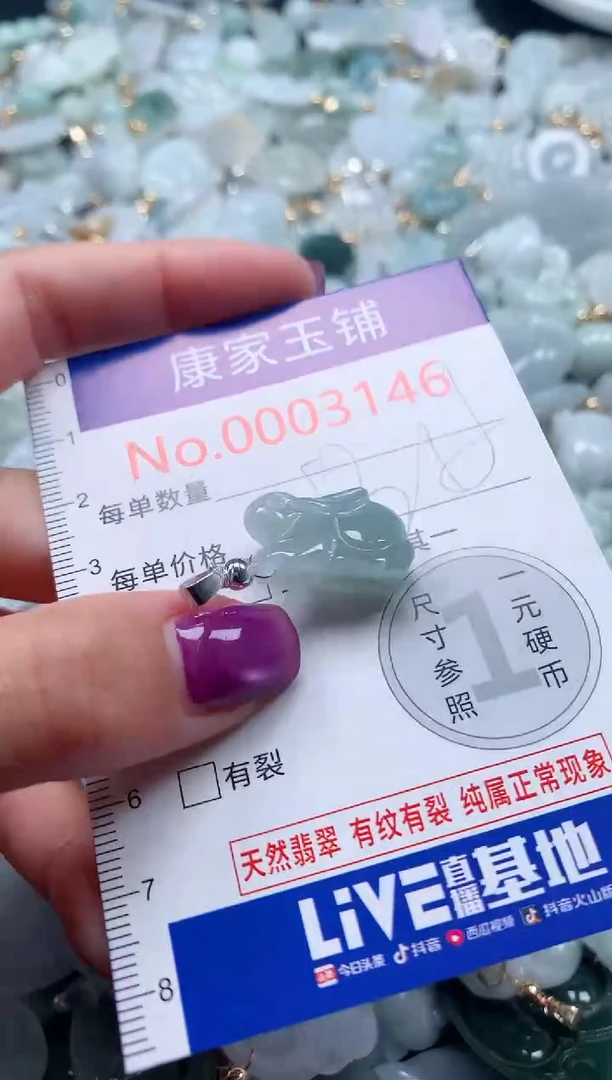 康家玉铺
No.0003146
每单数量
每单价格
其一
尺寸参照
1
一元硬币
有裂
天然翡翠 有纹有裂 纯属正常现象
LiVE直播基地
今日头条 抖音 西瓜视频 抖音火山版
0
1
2
3
6
7
8